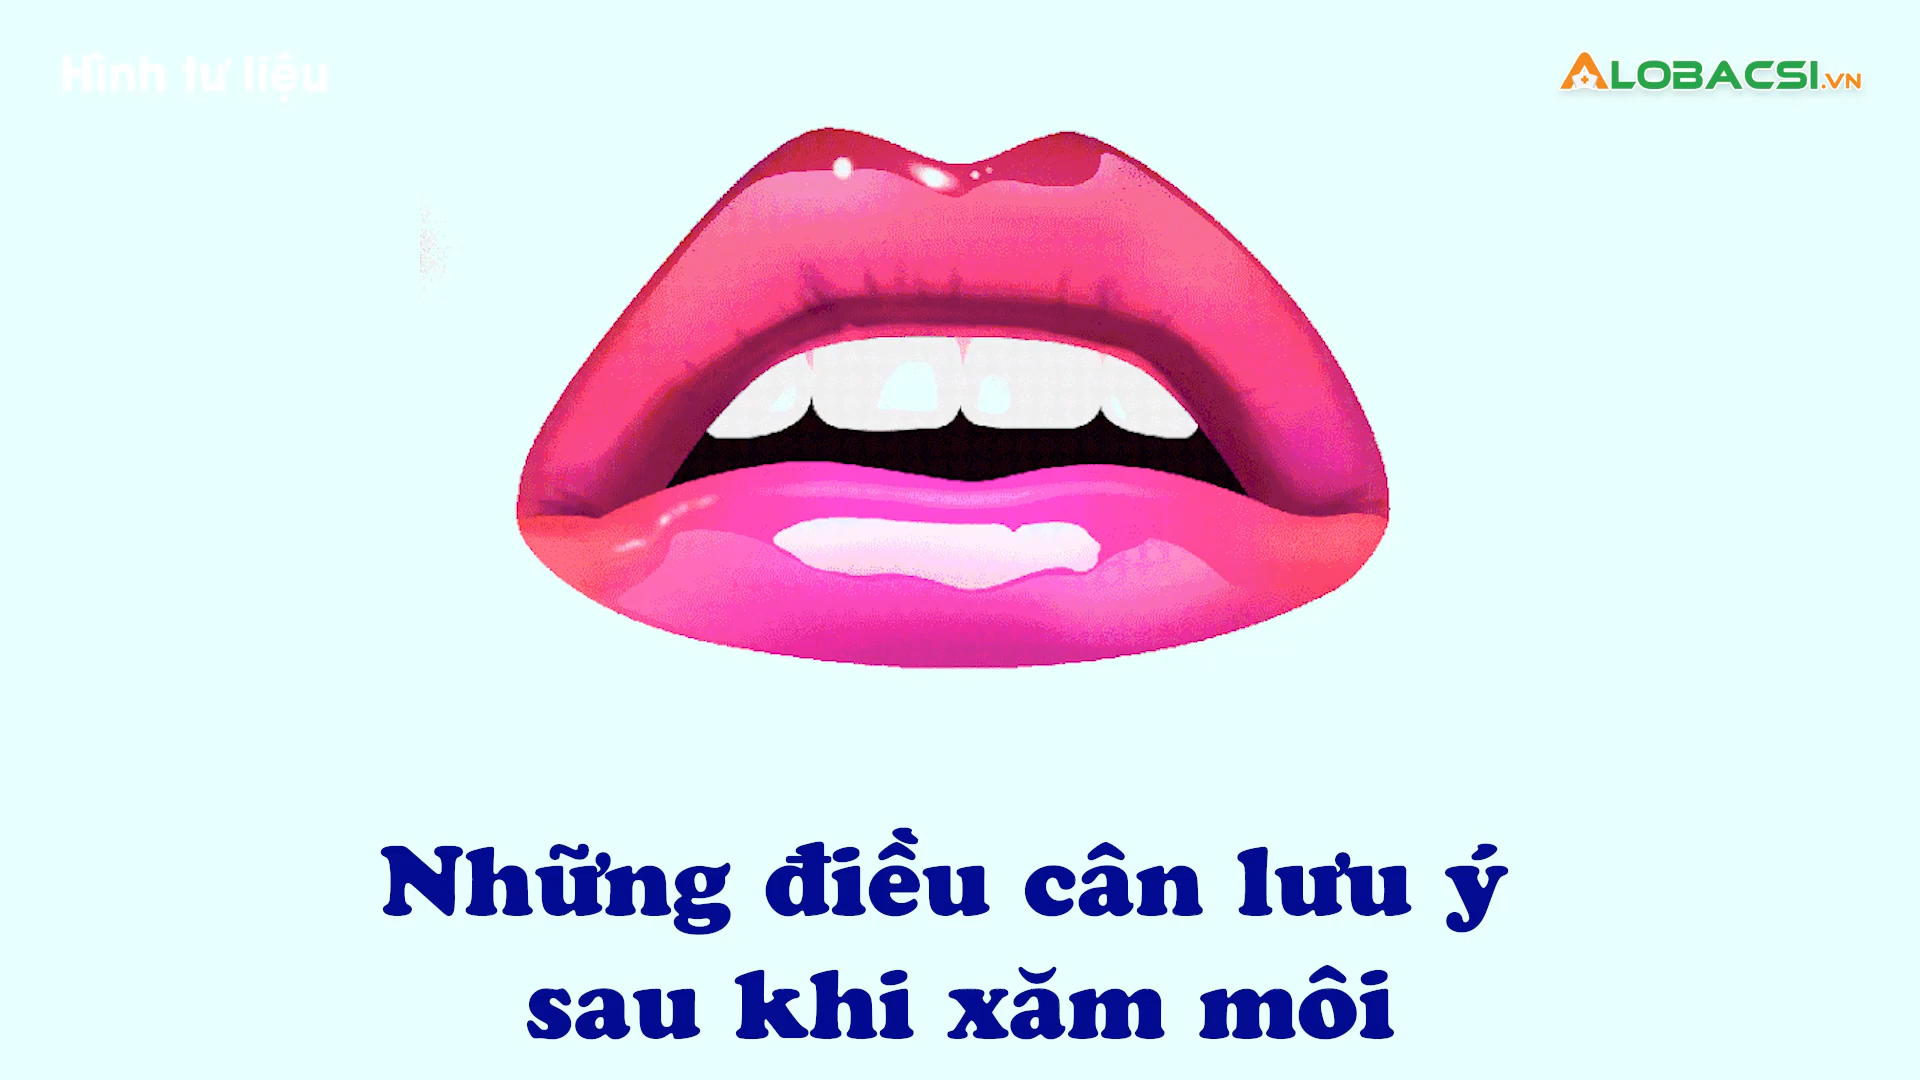 Hình tư liệu
ALOBACSI.VN
Những điều cân lưu ý
sau khi xăm môi